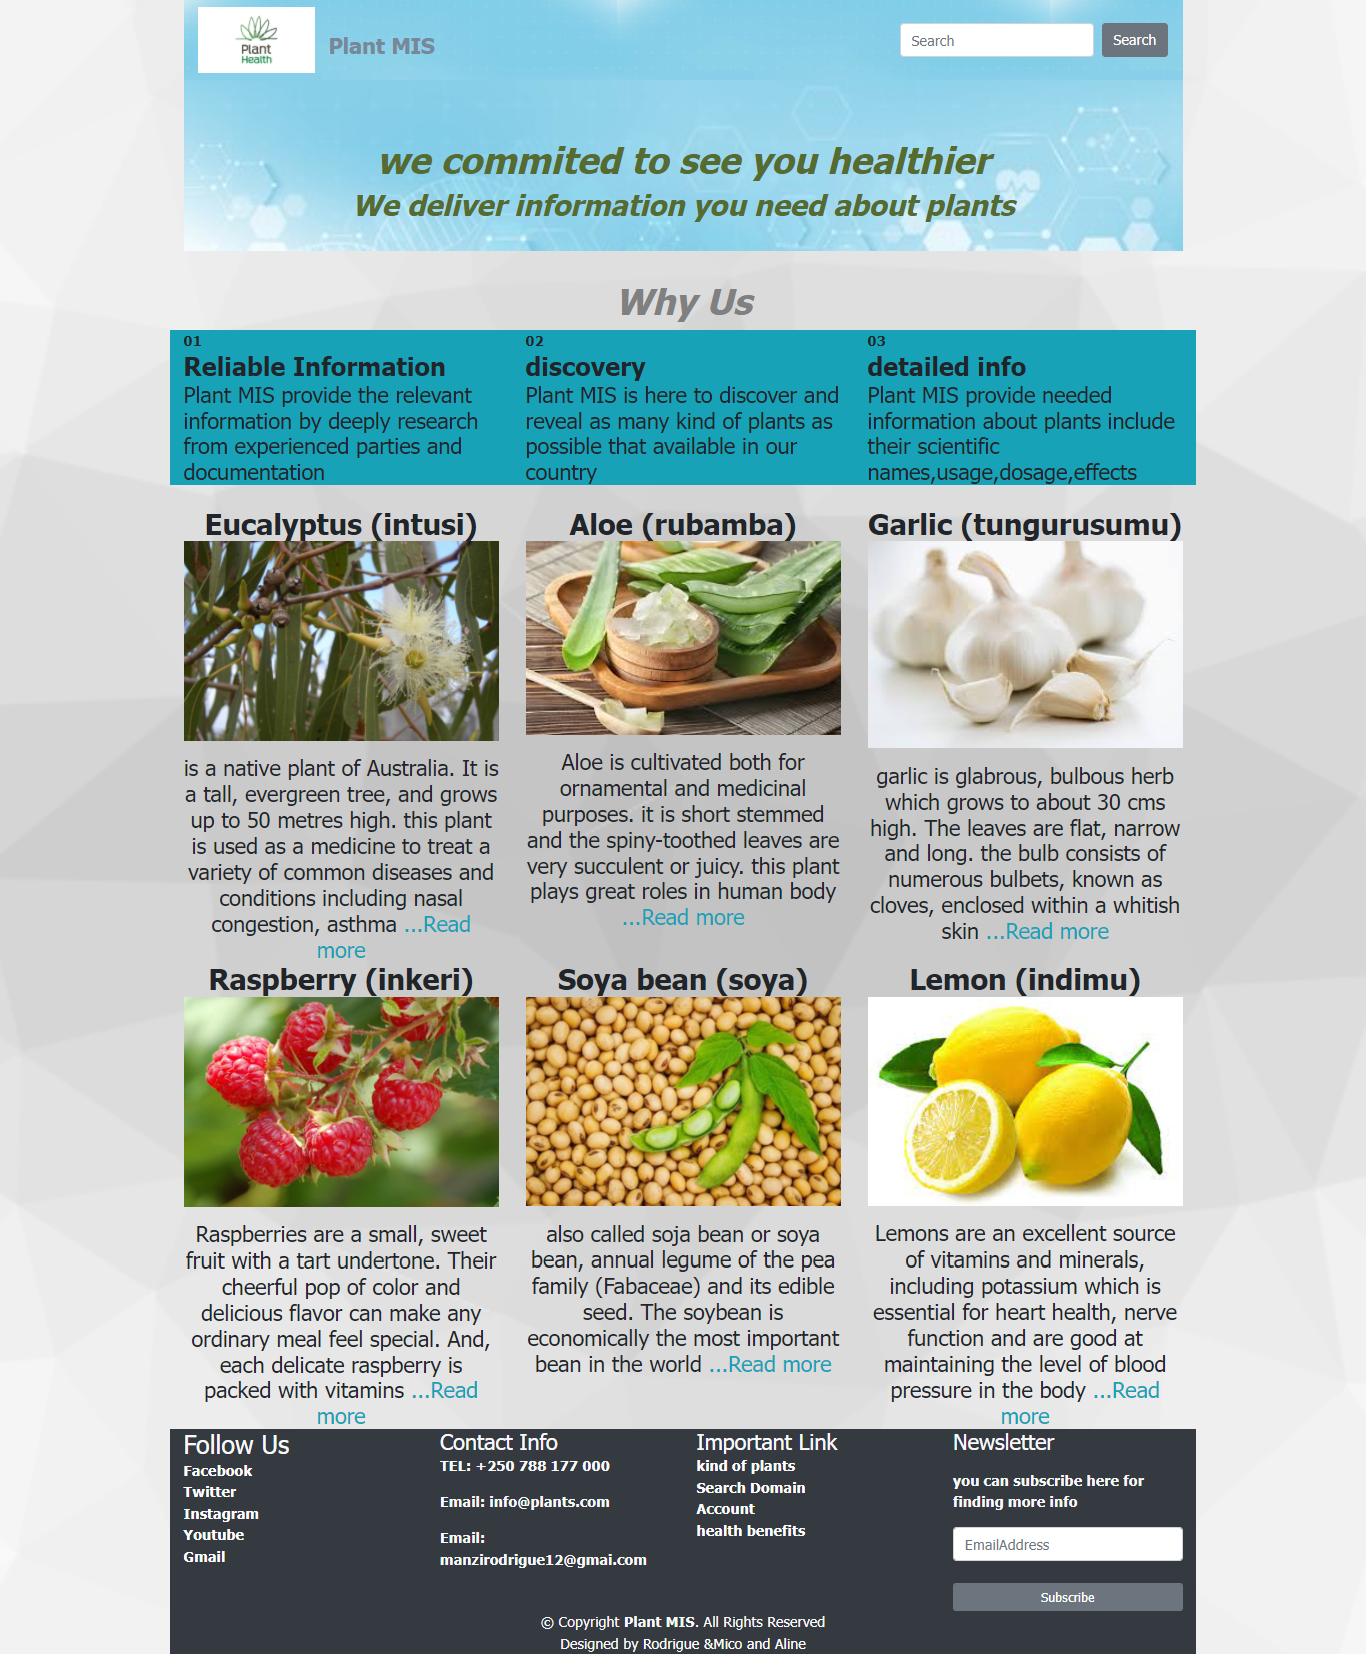 Plant
Health
Plant MIS
Search
Search
we commited to see you healthier
We deliver information you need about plants
Why Us
01
Reliable Information
Plant MIS provide the relevant
information by deeply research
from experienced parties and
documentation
02
discovery
Plant MIS is here to discover and
reveal as many kind of plants as
possible that available in our
country
03
detailed info
Plant MIS provide needed
information about plants include
their scientific
names,usage,dosage,effects
Eucalyptus (intusi)
is a native plant of Australia. It is
a tall, evergreen tree, and grows
up to 50 metres high. this plant
is used as a medicine to treat a
variety of common diseases and
conditions including nasal
congestion, asthma ...Read
more
Aloe (rubamba)
Aloe is cultivated both for
ornamental and medicinal
purposes. it is short stemmed
and the spiny-toothed leaves are
very succulent or juicy. this plant
plays great roles in human body
...Read more
Garlic (tungurusumu)
garlic is glabrous, bulbous herb
which grows to about 30 cms
high. The leaves are flat, narrow
and long. the bulb consists of
numerous bulbets, known as
cloves, enclosed within a whitish
skin ...Read more
Raspberry (inkeri)
Raspberries are a small, sweet
fruit with a tart undertone. Their
cheerful pop of color and
delicious flavor can make any
ordinary meal feel special. And,
each delicate raspberry is
packed with vitamins ...Read
more
Soya bean (soya)
also called soja bean or soya
bean, annual legume of the pea
family (Fabaceae) and its edible
seed. The soybean is
economically the most important
bean in the world ...Read more
Lemon (indimu)
Lemons are an excellent source
of vitamins and minerals,
including potassium which is
essential for heart health, nerve
function and are good at
maintaining the level of blood
pressure in the body ...Read
more
Follow Us
Facebook
Twitter
Instagram
Youtube
Gmail
Contact Info
TEL: +250 788 177 000
Email: info@plants.com
Email:
manzirodrigue12@gmai.com
Important Link
kind of plants
Search Domain
Account
health benefits
Newsletter
you can subscribe here for
finding more info
EmailAddress
Subscribe
© Copyright Plant MIS. All Rights Reserved
Designed by Rodrigue &Mico and Aline